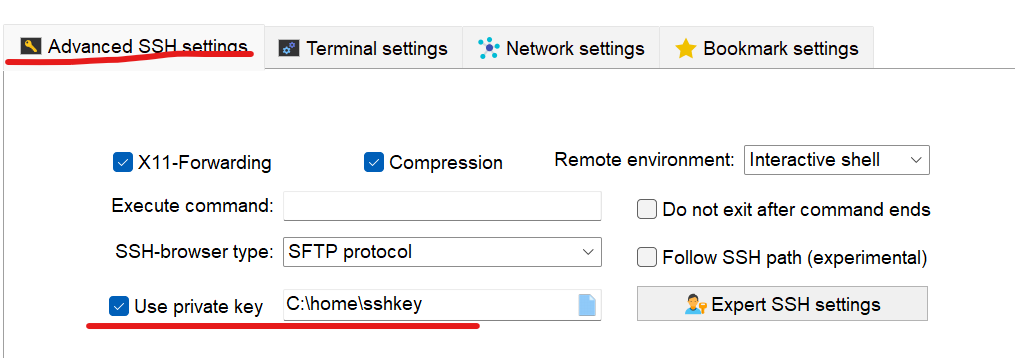 Advanced SSH settings
Terminal settings
Network settings
Bookmark settings
X11-Forwarding
Compression
Remote environment: Interactive shell
Execute command:
Do not exit after command ends
SSH-browser type: SFTP protocol
Follow SSH path (experimental)
Use private key C:\home\sshkey
Expert SSH settings